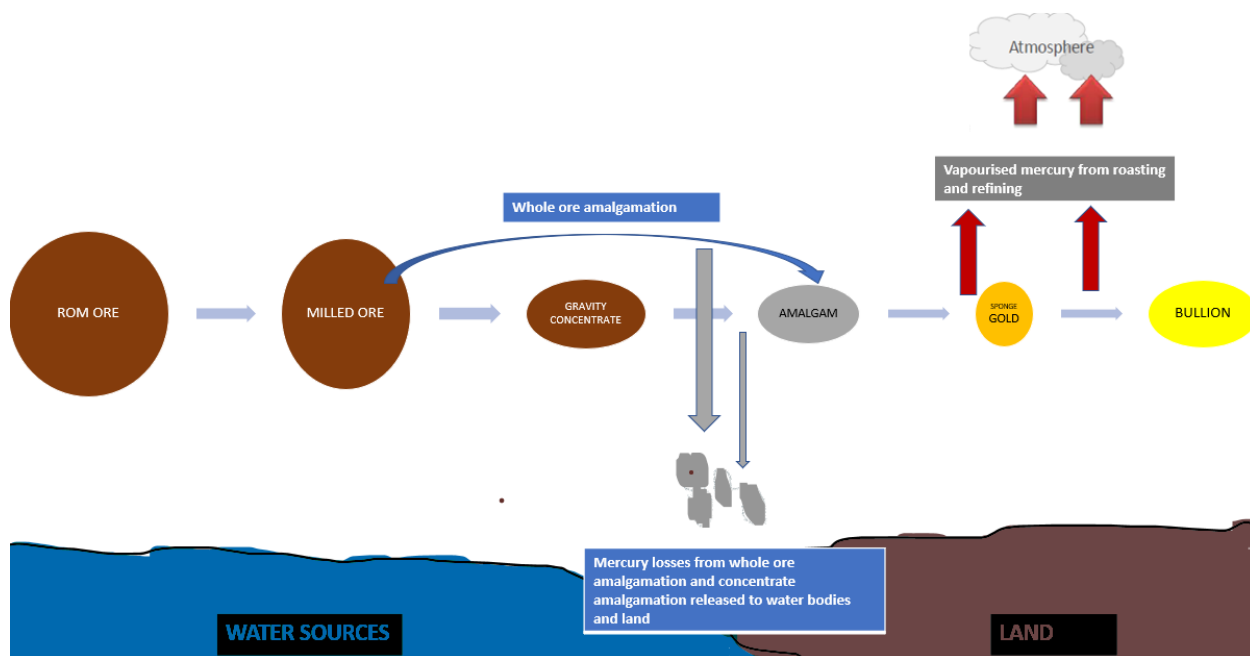 Atmosphere
Vapourised mercury from roasting
and refining
Whole ore amalgamation
ROM ORE
MILLED ORE
GRAVITY
CONCENTRATE
AMALGAM
SPONGE
GOLD
BULLION
Mercury losses from whole ore
amalgamation and concentrate
amalgamation released to water bodies
and land
WATER SOURCES
LAND